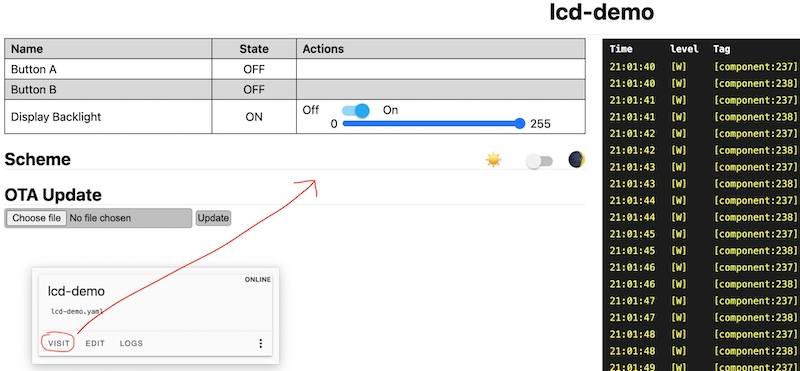 lcd-demo
Name State Actions
Button A OFF
Button B OFF
Display Backlight ON Off On
0 255
Scheme
OTA Update
Choose file No file chosen Update
ONLINE
lcd-demo
lcd-demo.yaml
VISIT EDIT LOGS
Time level Tag
21:01:40 [W] [component:237]
21:01:40 [W] [component:238]
21:01:41 [W] [component:237]
21:01:41 [W] [component:238]
21:01:42 [W] [component:237]
21:01:42 [W] [component:238]
21:01:43 [W] [component:237]
21:01:43 [W] [component:238]
21:01:44 [W] [component:237]
21:01:44 [W] [component:238]
21:01:45 [W] [component:237]
21:01:45 [W] [component:238]
21:01:46 [W] [component:237]
21:01:46 [W] [component:238]
21:01:47 [W] [component:237]
21:01:47 [W] [component:238]
21:01:48 [W] [component:237]
21:01:48 [W] [component:238]
21:01:49 [W] [component:237]